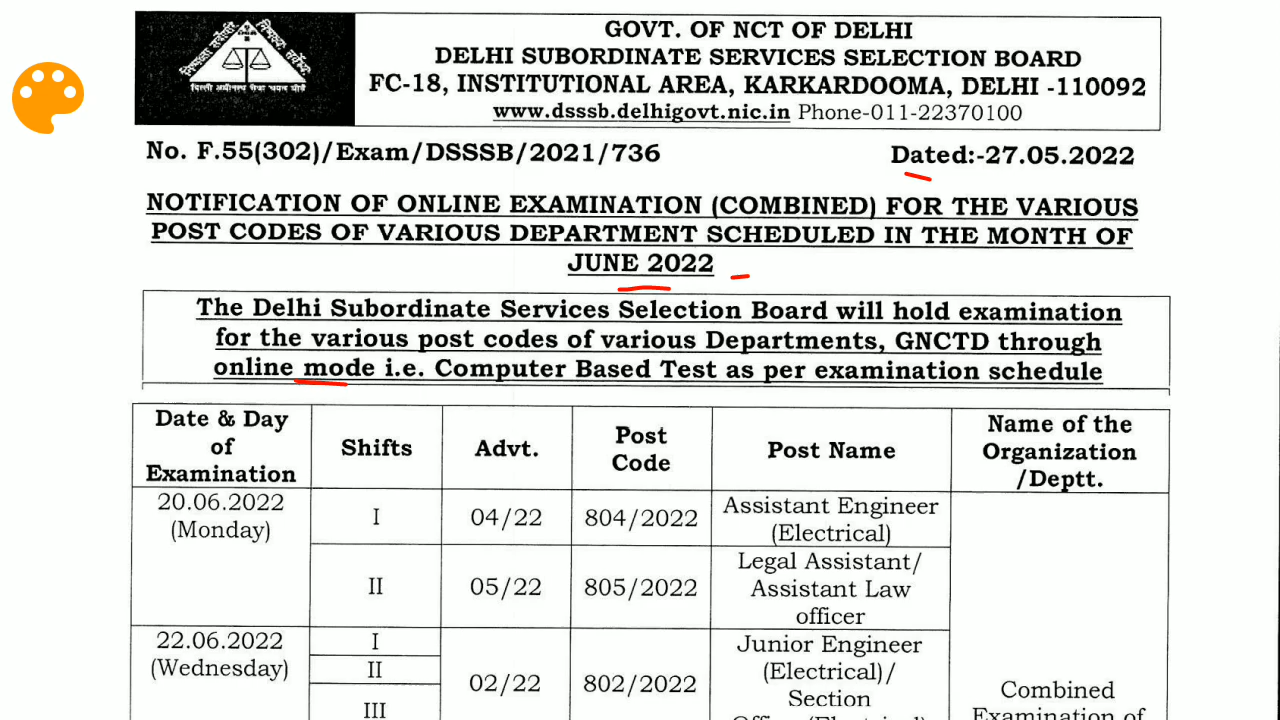 GOVT. OF NCT OF DELHI
DELHI SUBORDINATE SERVICES SELECTION BOARD
FC-18, INSTITUTIONAL AREA, KARKARDOOMA, DELHI -110092
www.dsssb.delhigovt.nic.in Phone-011-22370100
दिल्ली अधीनस्थ सेवा चयन बोर्ड
No. F.55(302)/Exam/DSSSB/2021/736 Dated:-27.05.2022
NOTIFICATION OF ONLINE EXAMINATION (COMBINED) FOR THE VARIOUS
POST CODES OF VARIOUS DEPARTMENT SCHEDULED IN THE MONTH OF
JUNE 2022
The Delhi Subordinate Services Selection Board will hold examination
for the various post codes of various Departments, GNCTD through
online mode i.e. Computer Based Test as per examination schedule
Date & Day
of
Examination
Shifts
Advt.
Post
Code
Post Name
Name of the
Organization
/Deptt.
20.06.2022
(Monday)
I
04/22
804/2022
Assistant Engineer
(Electrical)
II
05/22
805/2022
Legal Assistant/
Assistant Law
officer
22.06.2022
(Wednesday)
I
II
III
02/22
802/2022
Junior Engineer
(Electrical)/
Section
Combined
Examination of